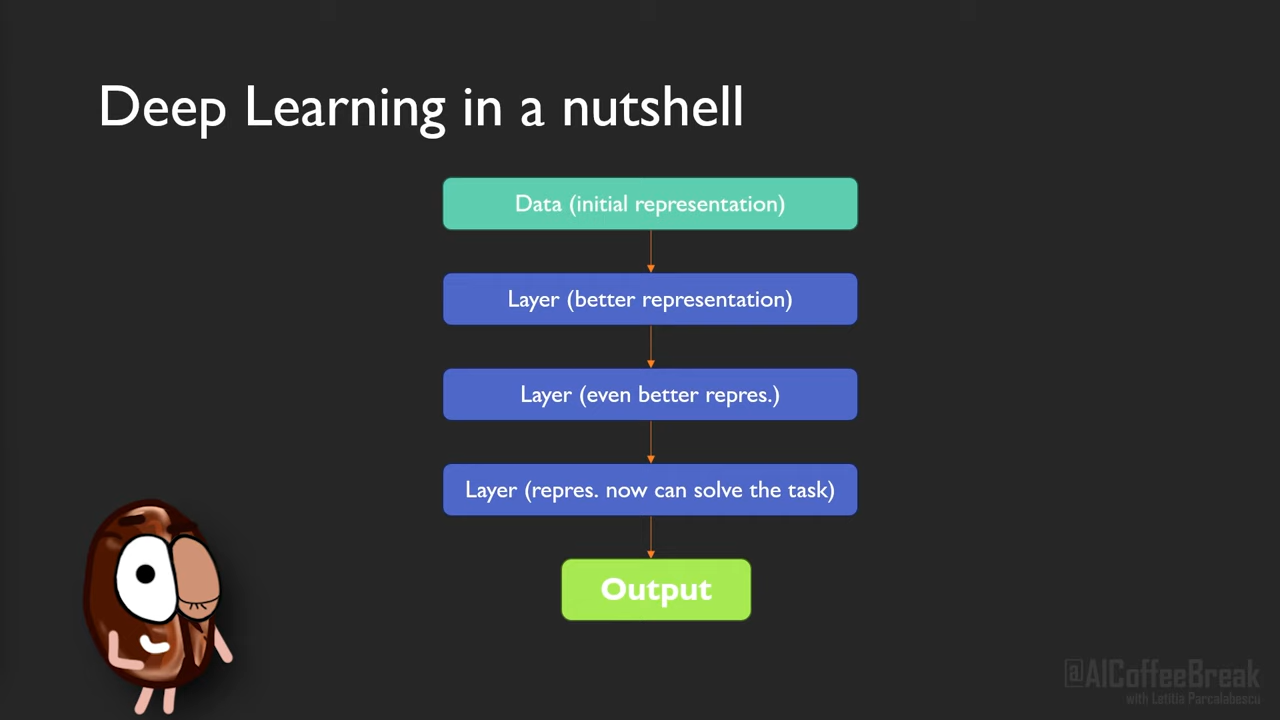 Deep Learning in a nutshell
Data (initial representation)
Layer (better representation)
Layer (even better repres.)
Layer (repres. now can solve the task)
Output
@AICoffeeBreak
with Letitia Parcalabescu